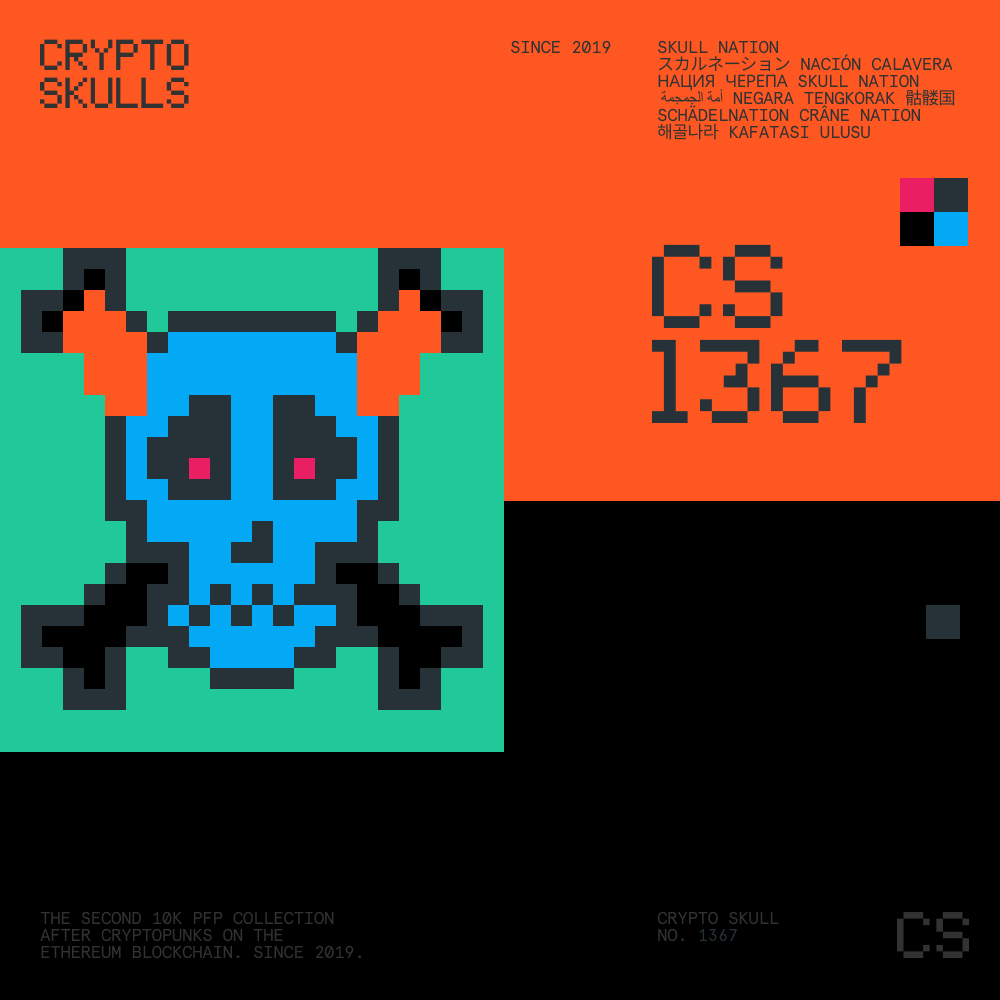 CRYPTO
SKULLS
SINCE 2019
SKULL NATION
スカルネーション NACIÓN CALAVERA
НАЦИЯ ЧЕРЕПА SKULL NATION
أمة الجمجمة NEGARA TENGKORAK 骷髅国
SCHÄDELNATION CRÂNE NATION
해골나라 KAFATASI ULUSU
CS
1367
THE SECOND 10K PFP COLLECTION
AFTER CRYPTOPUNKS ON THE
ETHEREUM BLOCKCHAIN. SINCE 2019.
CRYPTO SKULL
NO. 1367
CS